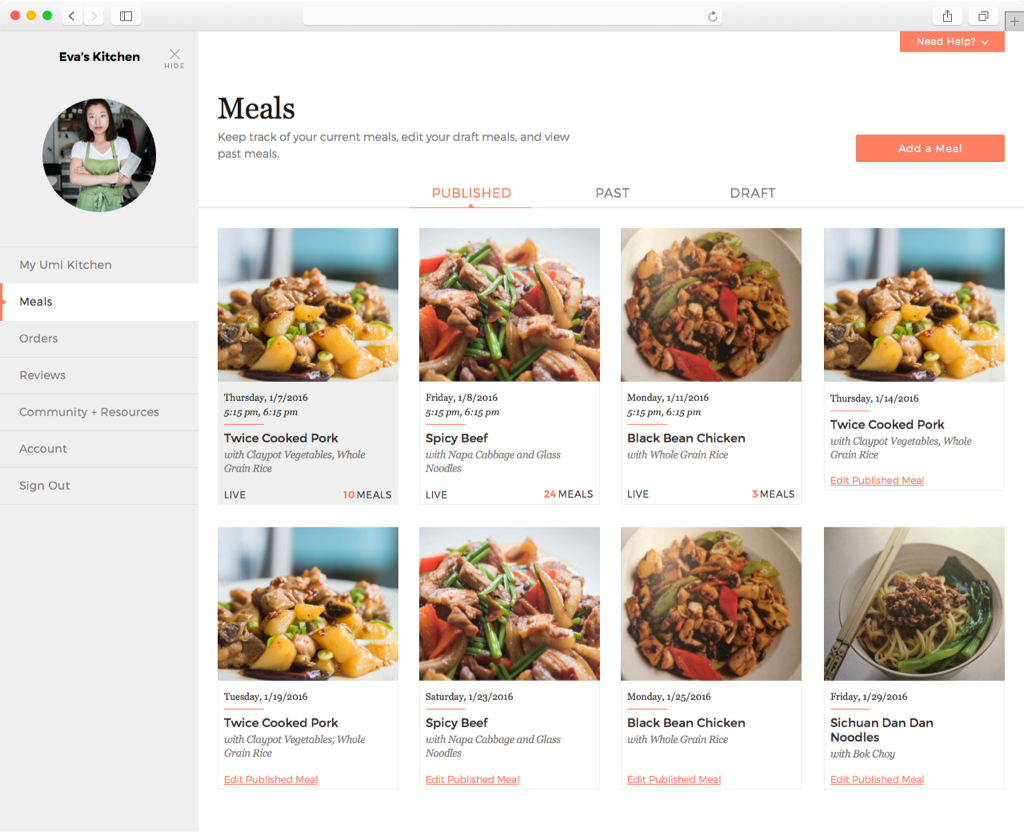 Eva's Kitchen
HIDE
My Umi Kitchen
Meals
Orders
Reviews
Community + Resources
Account
Sign Out
Need Help?
Meals
Keep track of your current meals, edit your draft meals, and view
past meals.
Add a Meal
PUBLISHED
PAST
DRAFT
Thursday, 1/7/2016
5:15 pm, 6:15 pm
Twice Cooked Pork
with Claypot Vegetables, Whole
Grain Rice
LIVE
10 MEALS
Friday, 1/8/2016
5:15 pm, 6:15 pm
Spicy Beef
with Napa Cabbage and Glass
Noodles
LIVE
24 MEALS
Monday, 1/11/2016
5:15 pm, 6:15 pm
Black Bean Chicken
with Whole Grain Rice
LIVE
3 MEALS
Thursday, 1/14/2016
Twice Cooked Pork
with Claypot Vegetables, Whole
Grain Rice
Edit Published Meal
Tuesday, 1/19/2016
Twice Cooked Pork
with Claypot Vegetables, Whole
Grain Rice
Edit Published Meal
Saturday, 1/23/2016
Spicy Beef
with Napa Cabbage and Glass
Noodles
Edit Published Meal
Monday, 1/25/2016
Black Bean Chicken
with Whole Grain Rice
Edit Published Meal
Friday, 1/29/2016
Sichuan Dan Dan
Noodles
with Bok Choy
Edit Published Meal